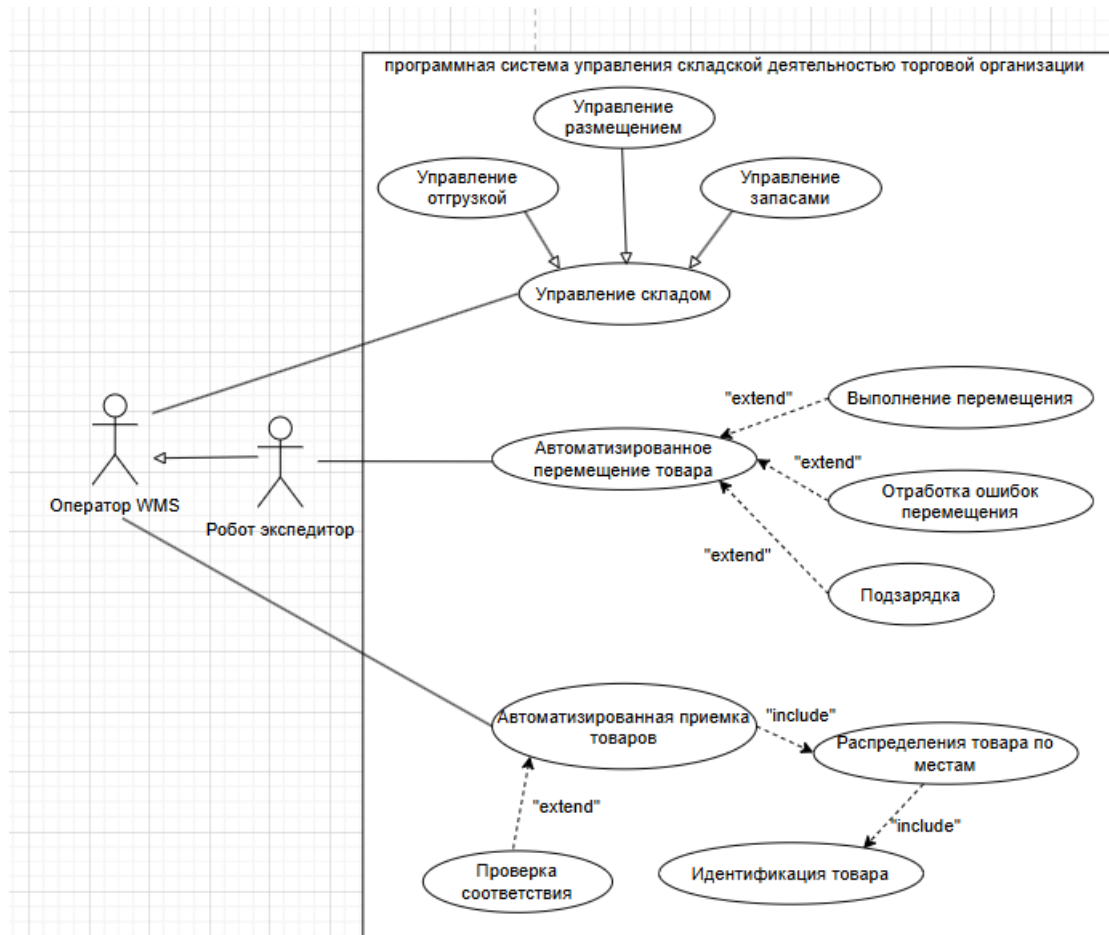 программная система управления складской деятельностью торговой организации
Управление
размещением
Управление
отгрузкой
Управление
запасами
Управление складом
"extend"
Выполнение перемещения
Автоматизированное
перемещение товара
"extend"
Отработка ошибок
перемещения
Оператор WMS
Робот экспедитор
"extend"
Подзарядка
Автоматизированная приемка
товаров
"include"
Распределения товара по
местам
"extend"
"include"
Проверка
соответствия
Идентификация товара